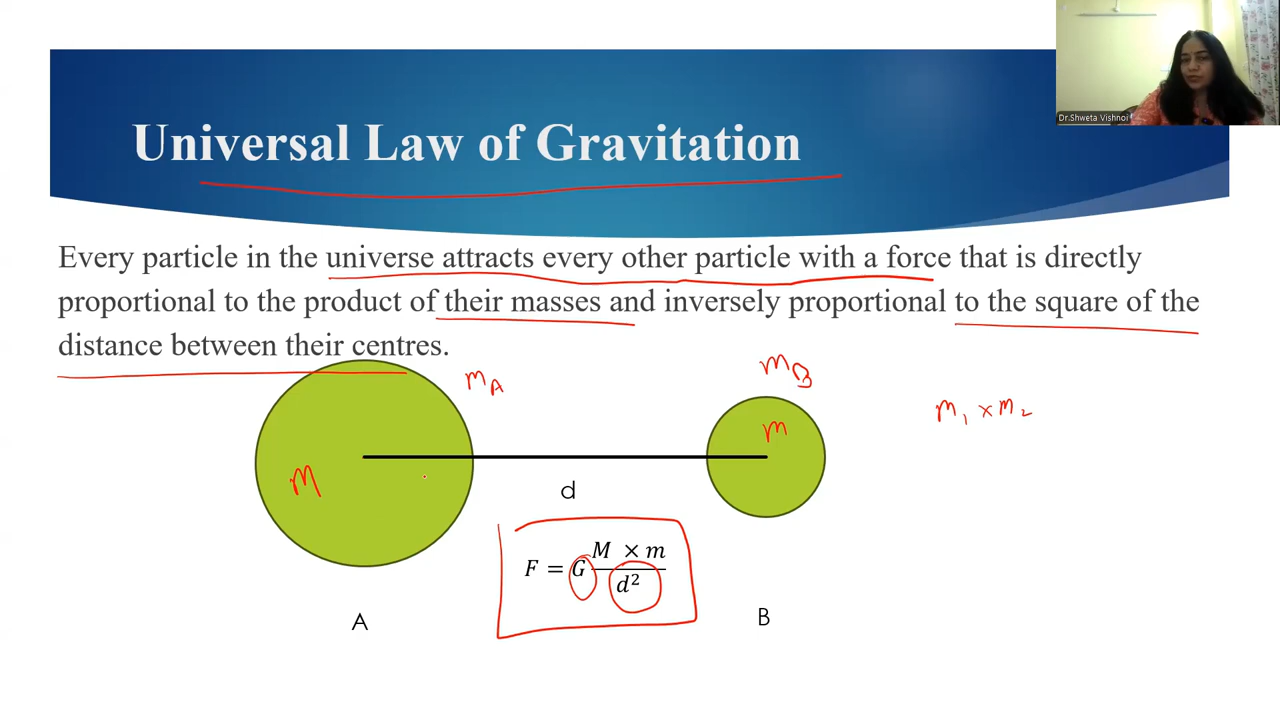 Dr.Shweta Vishnoi
Universal Law of Gravitation
Every particle in the universe attracts every other particle with a force that is directly
proportional to the product of their masses and inversely proportional to the square of the
distance between their centres.
m_A
m_B
m₁ × m₂
M
m
d
F = G M × m / d²
A
B